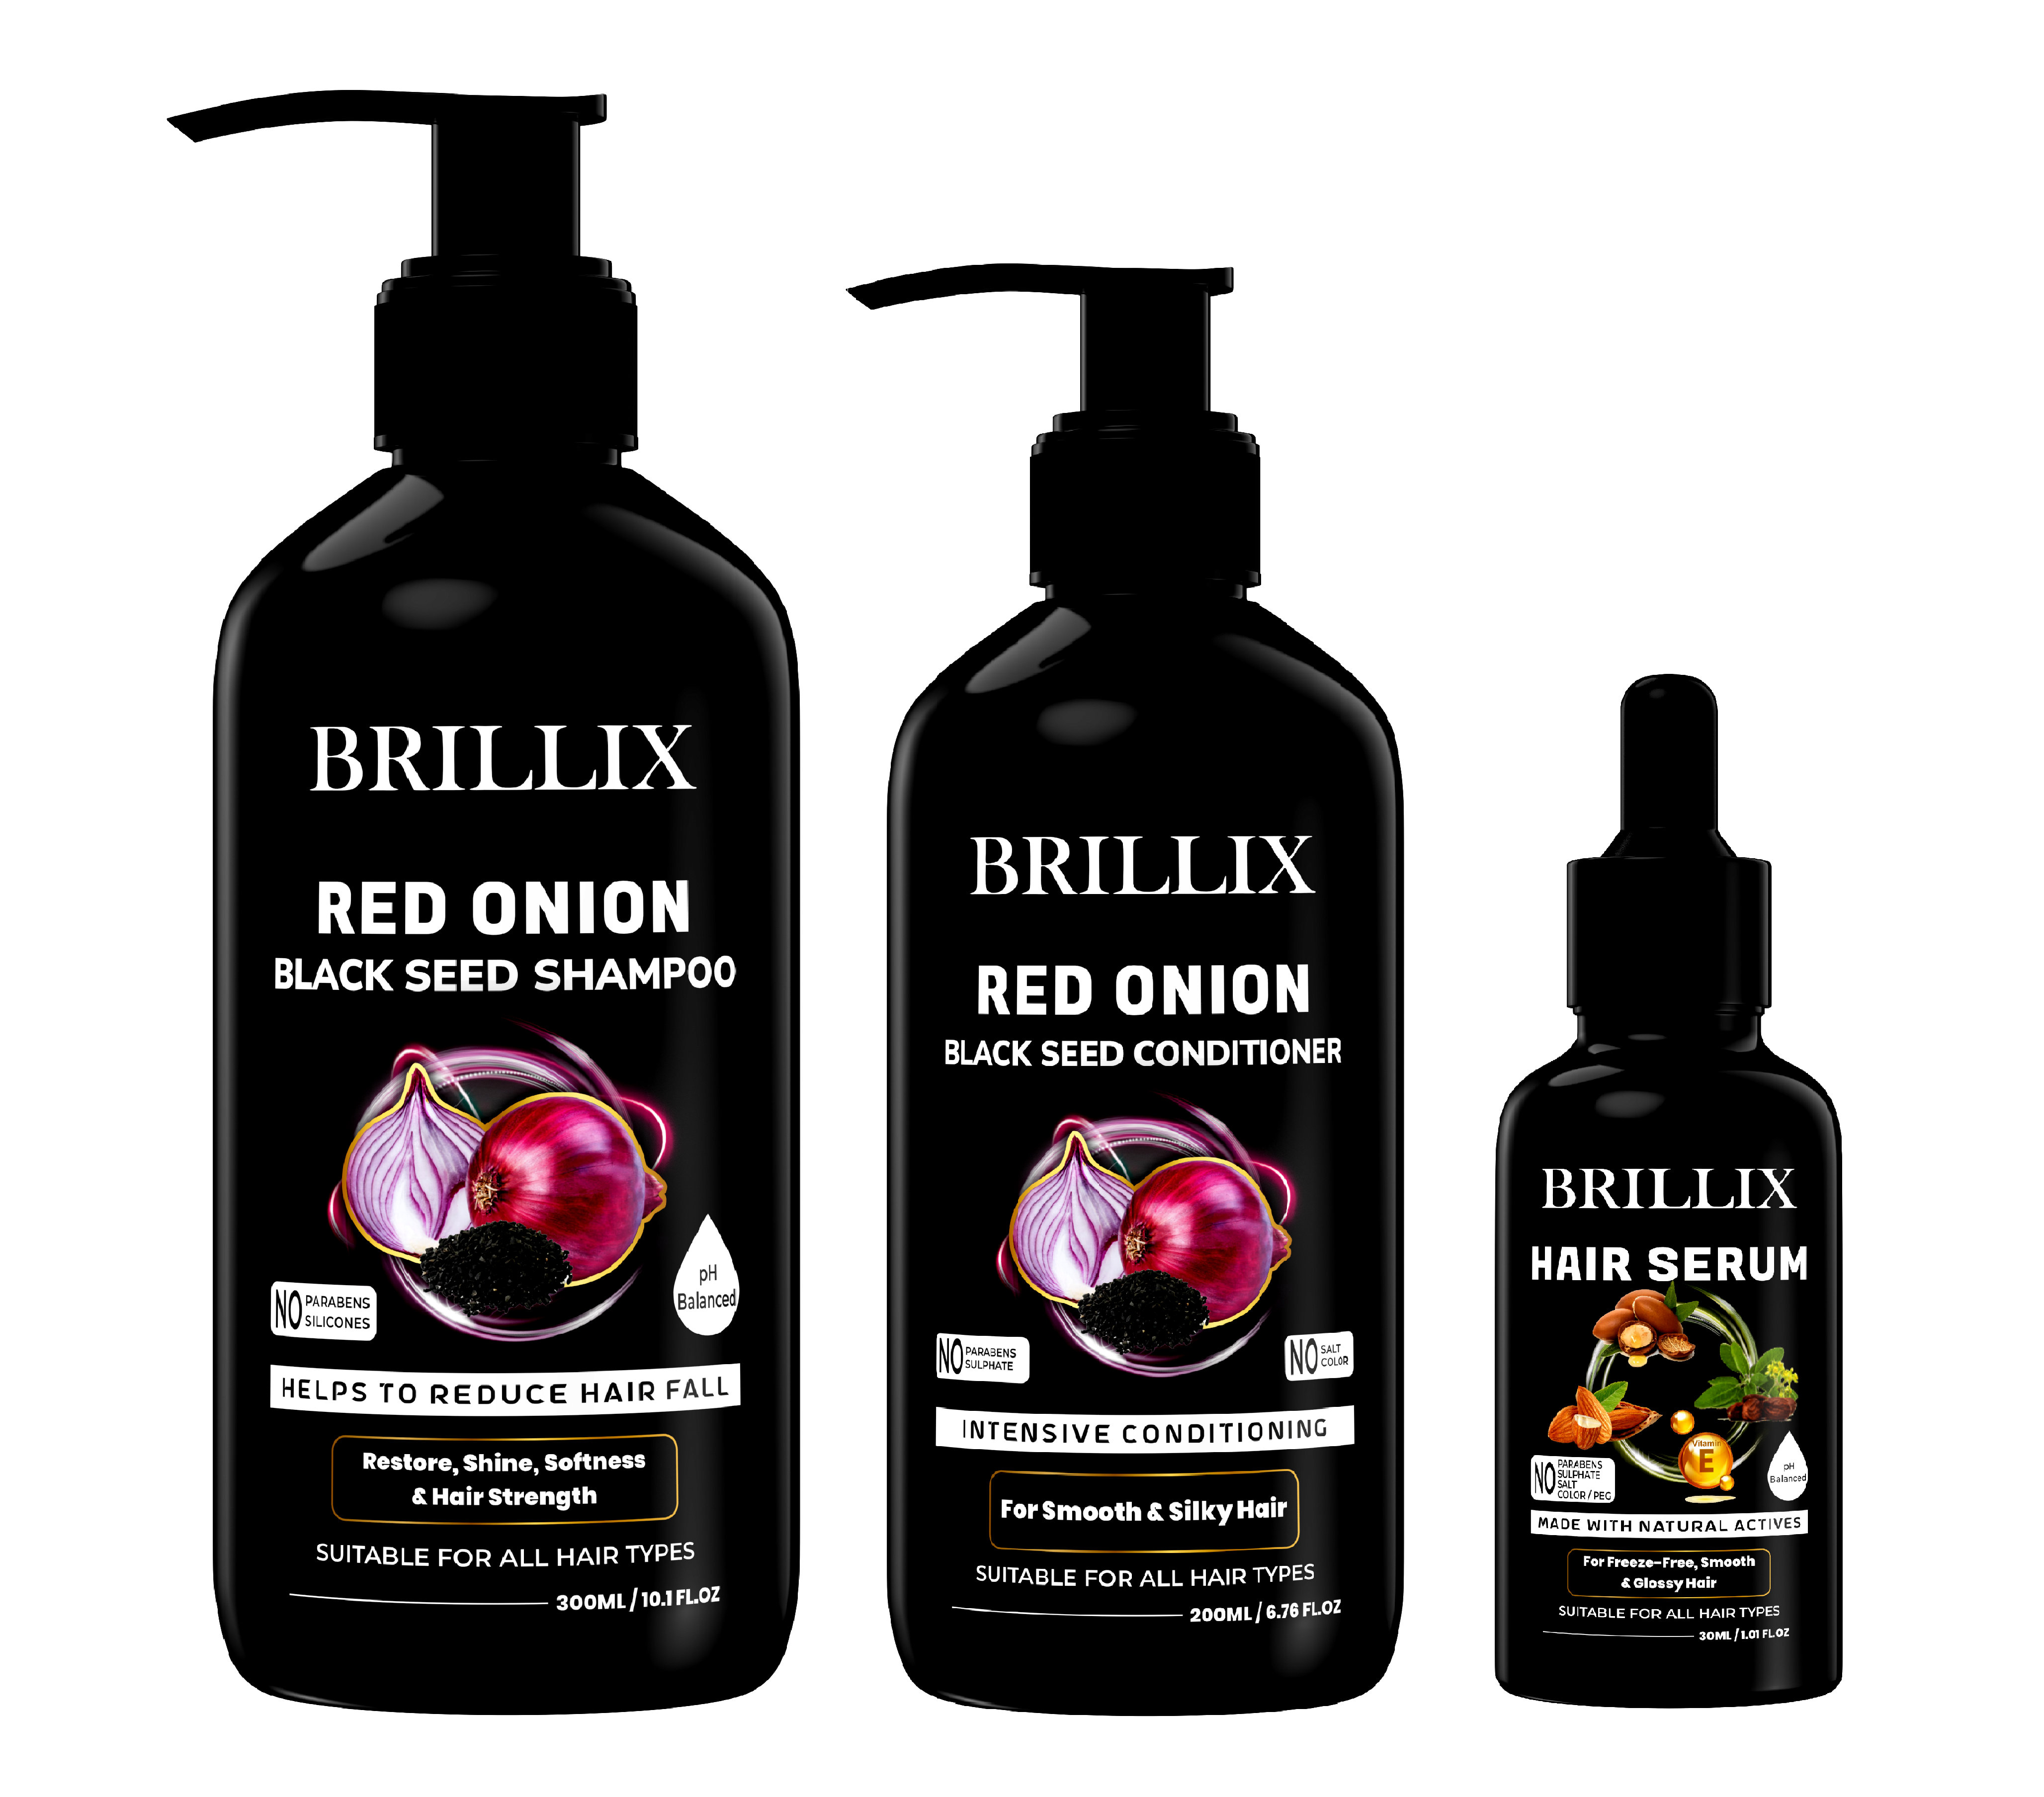 BRILLIX
RED ONION
BLACK SEED SHAMPOO
NO PARABENS
SILICONES
pH
Balanced
HELPS TO REDUCE HAIR FALL
Restore, Shine, Softness
& Hair Strength
SUITABLE FOR ALL HAIR TYPES
300ML / 10.1 FL.OZ
BRILLIX
RED ONION
BLACK SEED CONDITIONER
NO PARABENS
SULPHATE
NO SALT
COLOR
INTENSIVE CONDITIONING
For Smooth & Silky Hair
SUITABLE FOR ALL HAIR TYPES
200ML / 6.76 FL.OZ
BRILLIX
HAIR SERUM
Vitamin
E
NO PARABENS
SULPHATE
SALT
COLOR / PEG
pH
Balanced
MADE WITH NATURAL ACTIVES
For Freeze-Free, Smooth
& Glossy Hair
SUITABLE FOR ALL HAIR TYPES
30ML / 1.01 FL.OZ